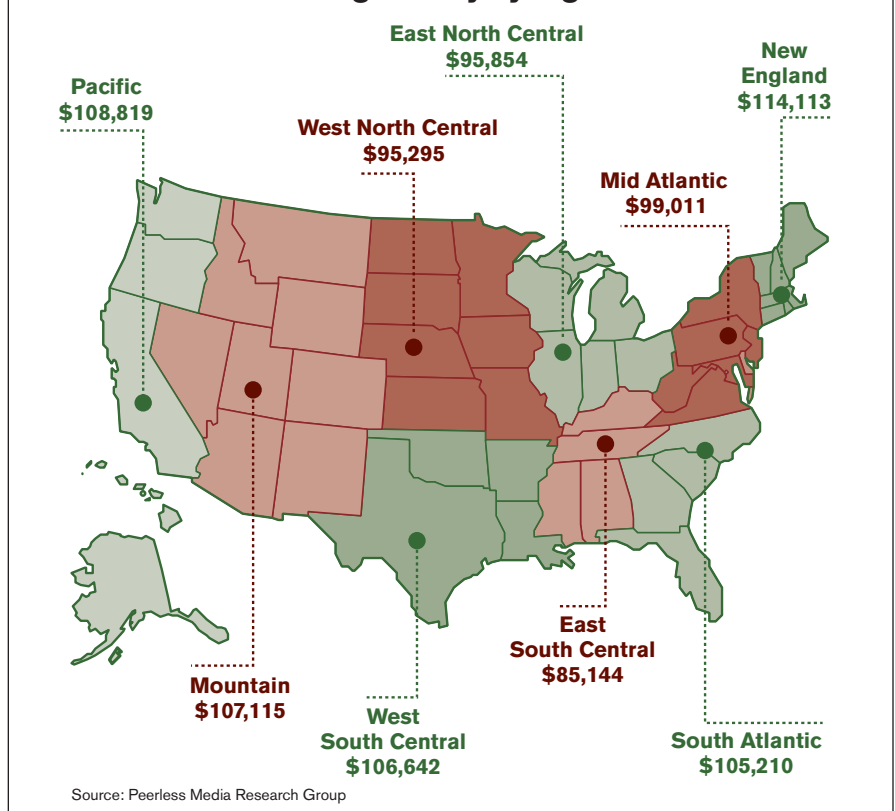 East North Central
$95,854
New
England
$114,113
Pacific
$108,819
West North Central
$95,295
Mid Atlantic
$99,011
East
South Central
$85,144
Mountain
$107,115
West
South Central
$106,642
South Atlantic
$105,210
Source: Peerless Media Research Group